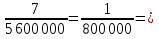 7/5 600 000 = 1/800 000 = ¿